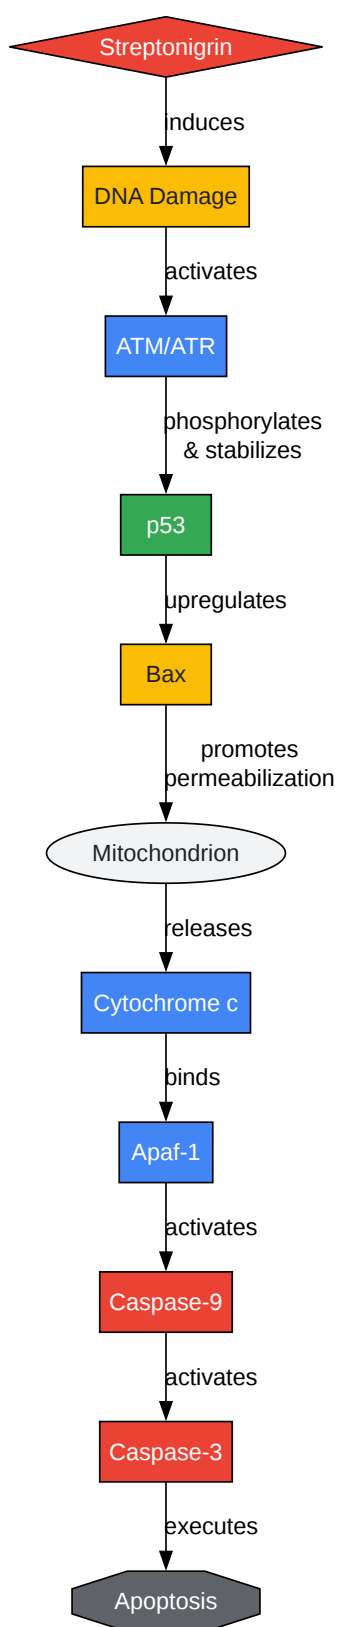 Streptonigrin
induces
DNA Damage
activates
ATM/ATR
phosphorylates
& stabilizes
p53
upregulates
Bax
promotes
permeabilization
Mitochondrion
releases
Cytochrome c
binds
Apaf-1
activates
Caspase-9
activates
Caspase-3
executes
Apoptosis